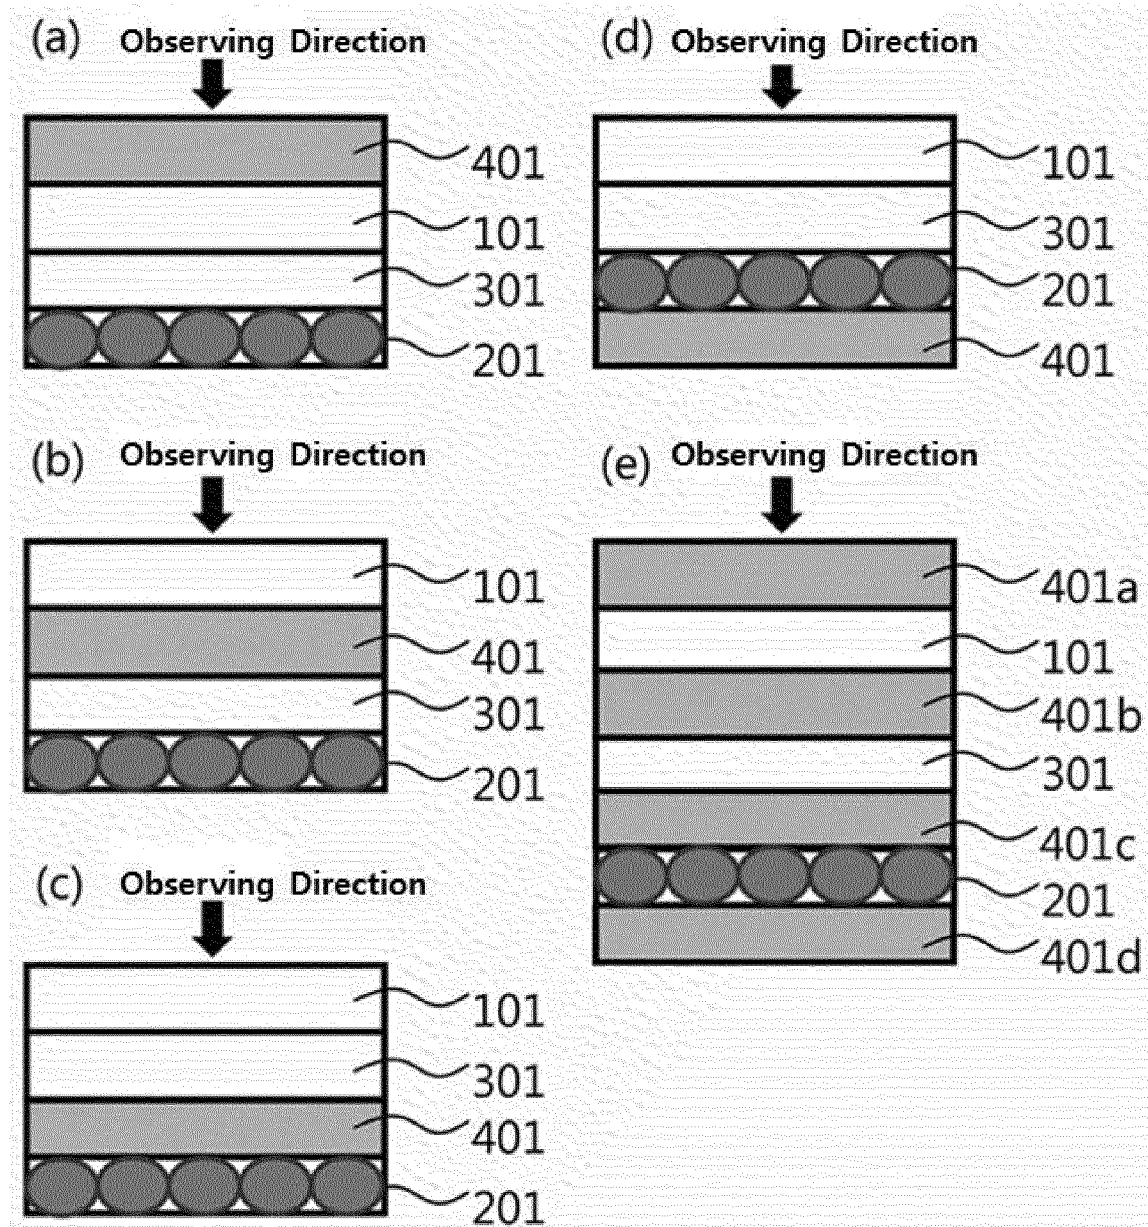 (a) Observing Direction
401
101
301
201
(b) Observing Direction
101
401
301
201
(c) Observing Direction
101
301
401
201
(d) Observing Direction
101
301
201
401
(e) Observing Direction
401a
101
401b
301
401c
201
401d